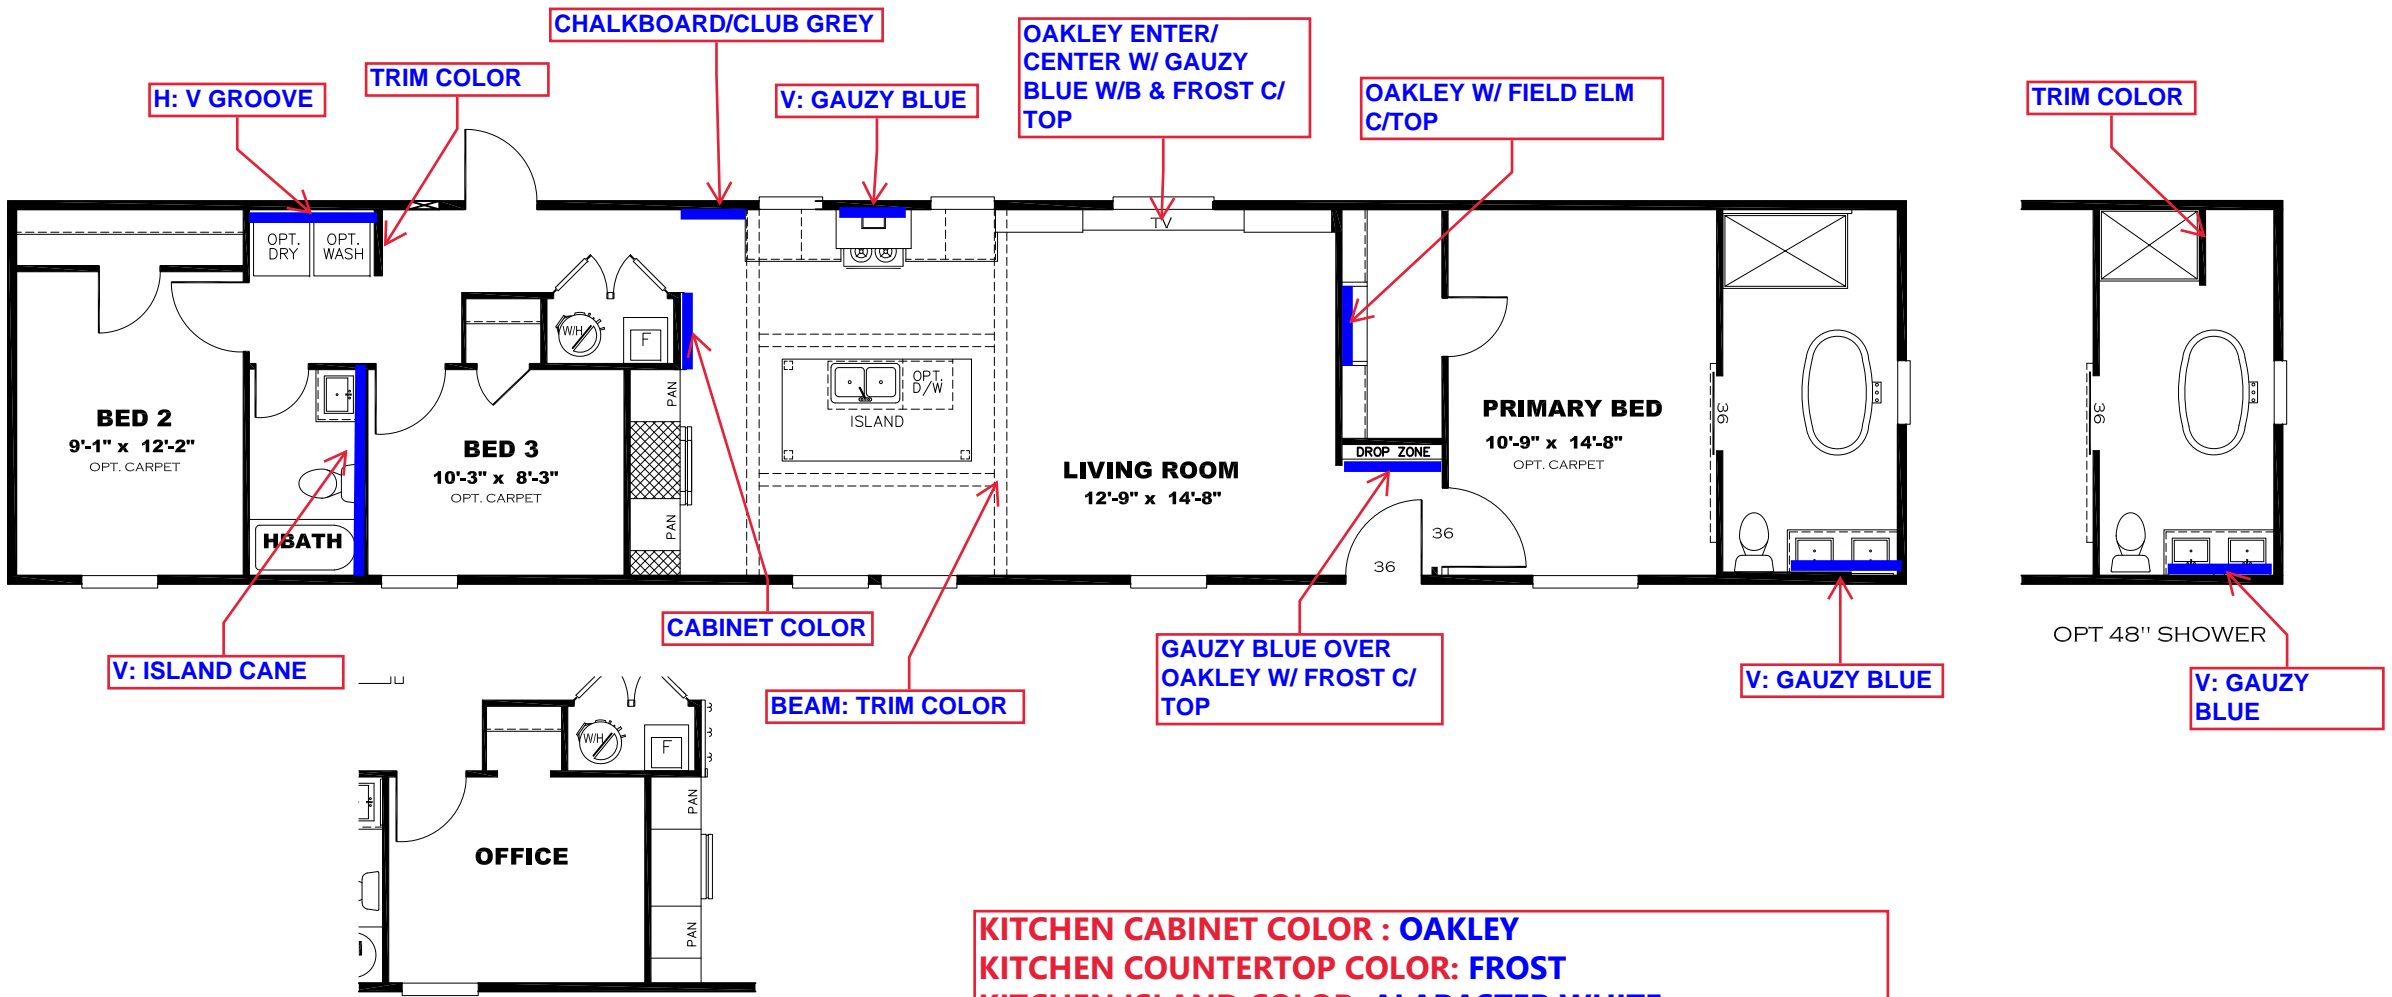 CHALKBOARD/CLUB GREY
OAKLEY ENTER/
CENTER W/ GAUZY
BLUE W/B & FROST C/
TOP
TRIM COLOR
H: V GROOVE
V: GAUZY BLUE
OAKLEY W/ FIELD ELM
C/TOP
TRIM COLOR
OPT.
DRY
OPT.
WASH
TV
W/H
F
PAN
OPT.
D/W
ISLAND
BED 2
9'-1" x 12'-2"
OPT. CARPET
BED 3
10'-3" x 8'-3"
OPT. CARPET
PAN
HBATH
LIVING ROOM
12'-9" x 14'-8"
DROP ZONE
PRIMARY BED
10'-9" x 14'-8"
OPT. CARPET
36
36
36
36
CABINET COLOR
V: ISLAND CANE
BEAM: TRIM COLOR
GAUZY BLUE OVER
OAKLEY W/ FROST C/
TOP
V: GAUZY BLUE
OPT 48" SHOWER
V: GAUZY
BLUE
W/H
F
PAN
OFFICE
PAN
KITCHEN CABINET COLOR : OAKLEY
KITCHEN COUNTERTOP COLOR: FROST
KITCHEN ISLAND COLOR: ALABASTER WHITE